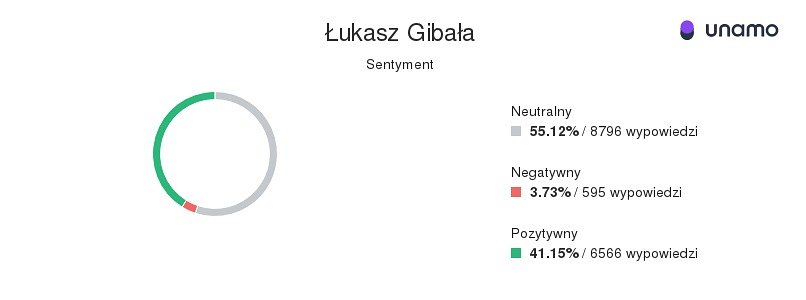 Łukasz Gibała
unamo
Sentyment
Neutralny
55.12% / 8796 wypowiedzi
Negatywny
3.73% / 595 wypowiedzi
Pozytywny
41.15% / 6566 wypowiedzi